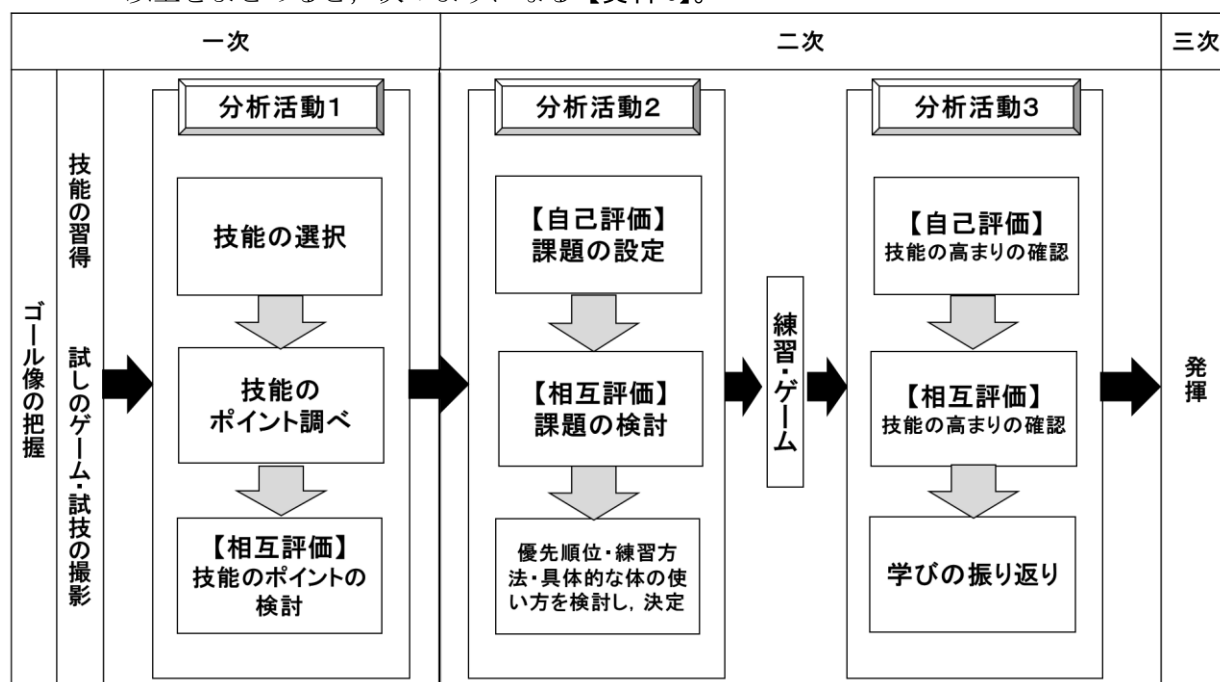 一次
二次
三次
ゴール像の把握
技能の習得
試しのゲーム・試技の撮影
分析活動1
技能の選択
技能の
ポイント調べ
【相互評価】
技能のポイントの
検討
分析活動2
【自己評価】
課題の設定
【相互評価】
課題の検討
優先順位・練習方
法・具体的な体の使
い方を検討し,決定
練習・ゲーム
分析活動3
【自己評価】
技能の高まりの確認
【相互評価】
技能の高まりの確認
学びの振り返り
発揮